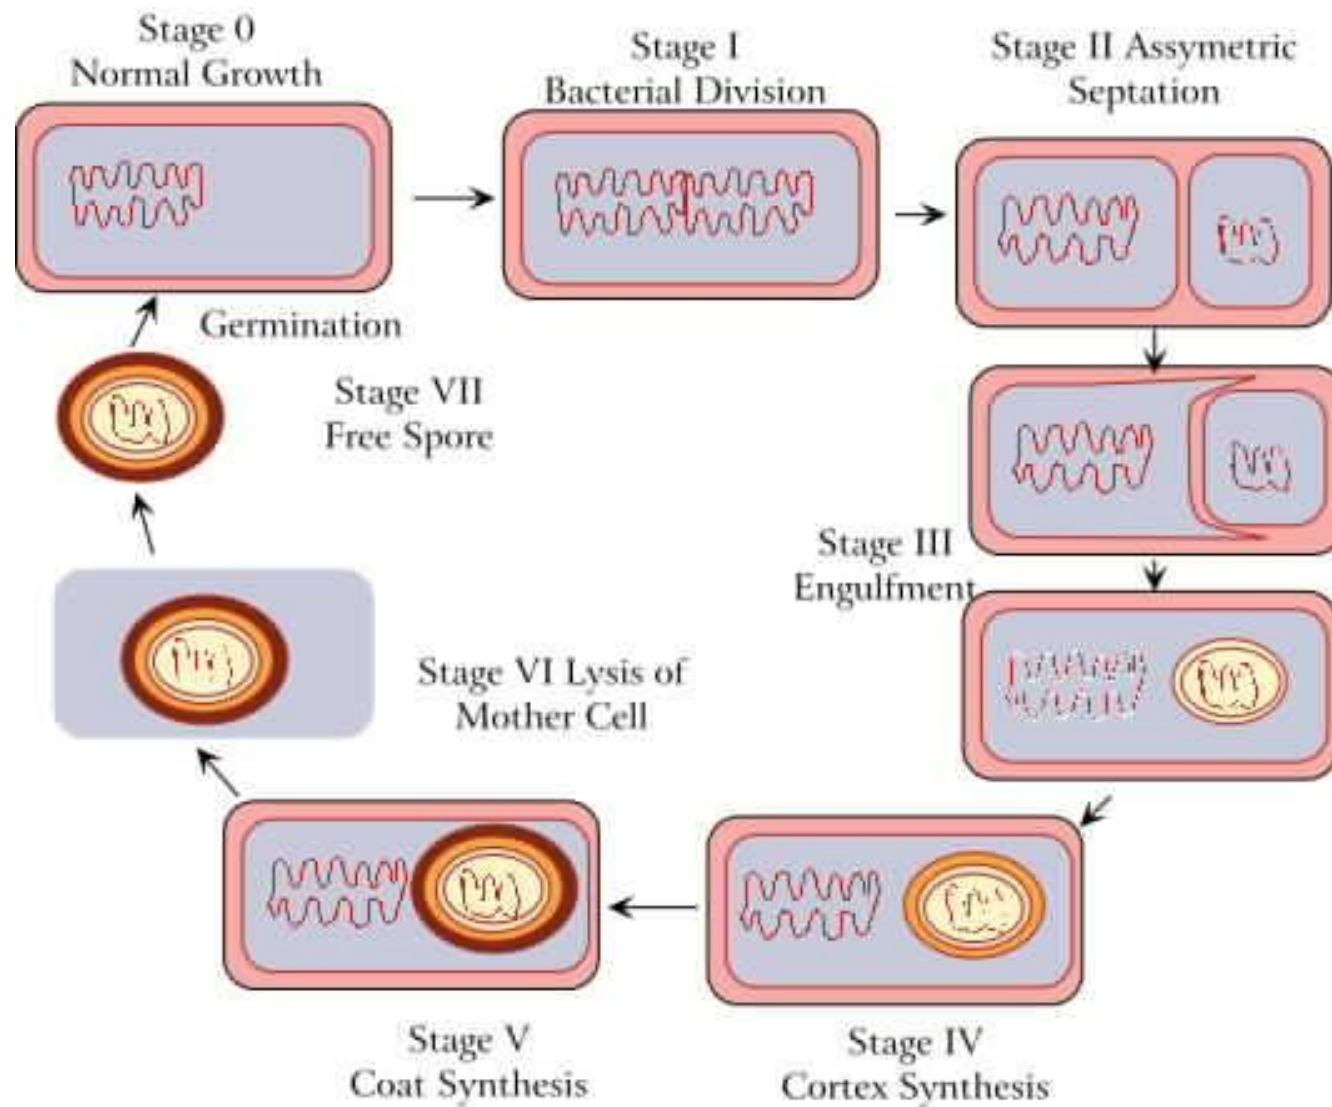 Stage 0
Normal Growth
Stage I
Bacterial Division
Stage II Assymetric
Septation
Germination
Stage VII
Free Spore
Stage III
Engulfment
Stage VI Lysis of
Mother Cell
Stage V
Coat Synthesis
Stage IV
Cortex Synthesis